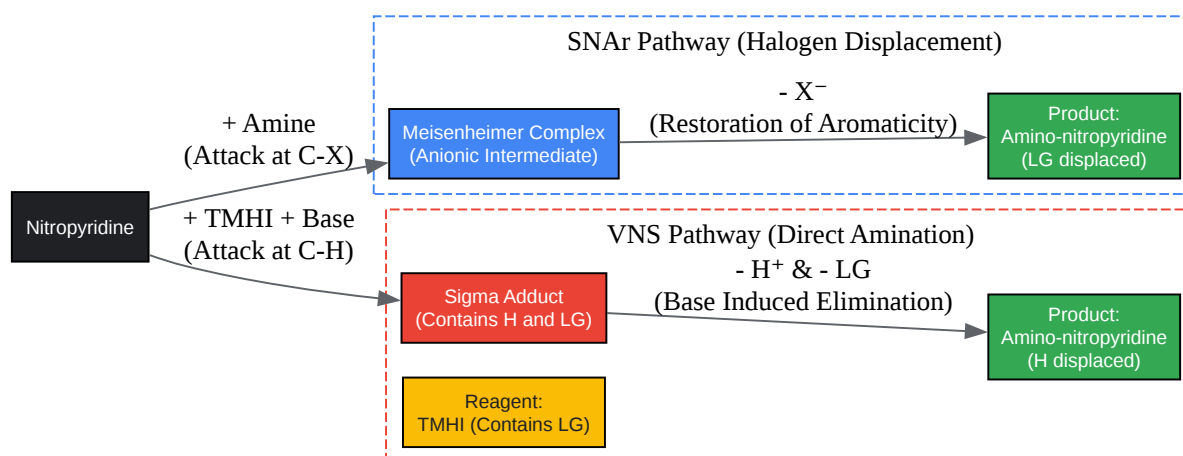 SNAr Pathway (Halogen Displacement)
- X⁻
(Restoration of Aromaticity)
Product:
Amino-nitropyridine
(LG displaced)
Meisenheimer Complex
(Anionic Intermediate)
+ Amine
(Attack at C-X)
Nitropyridine
+ TMHI + Base
(Attack at C-H)
VNS Pathway (Direct Amination)
- H⁺ & - LG
(Base Induced Elimination)
Sigma Adduct
(Contains H and LG)
Product:
Amino-nitropyridine
(H displaced)
Reagent:
TMHI (Contains LG)